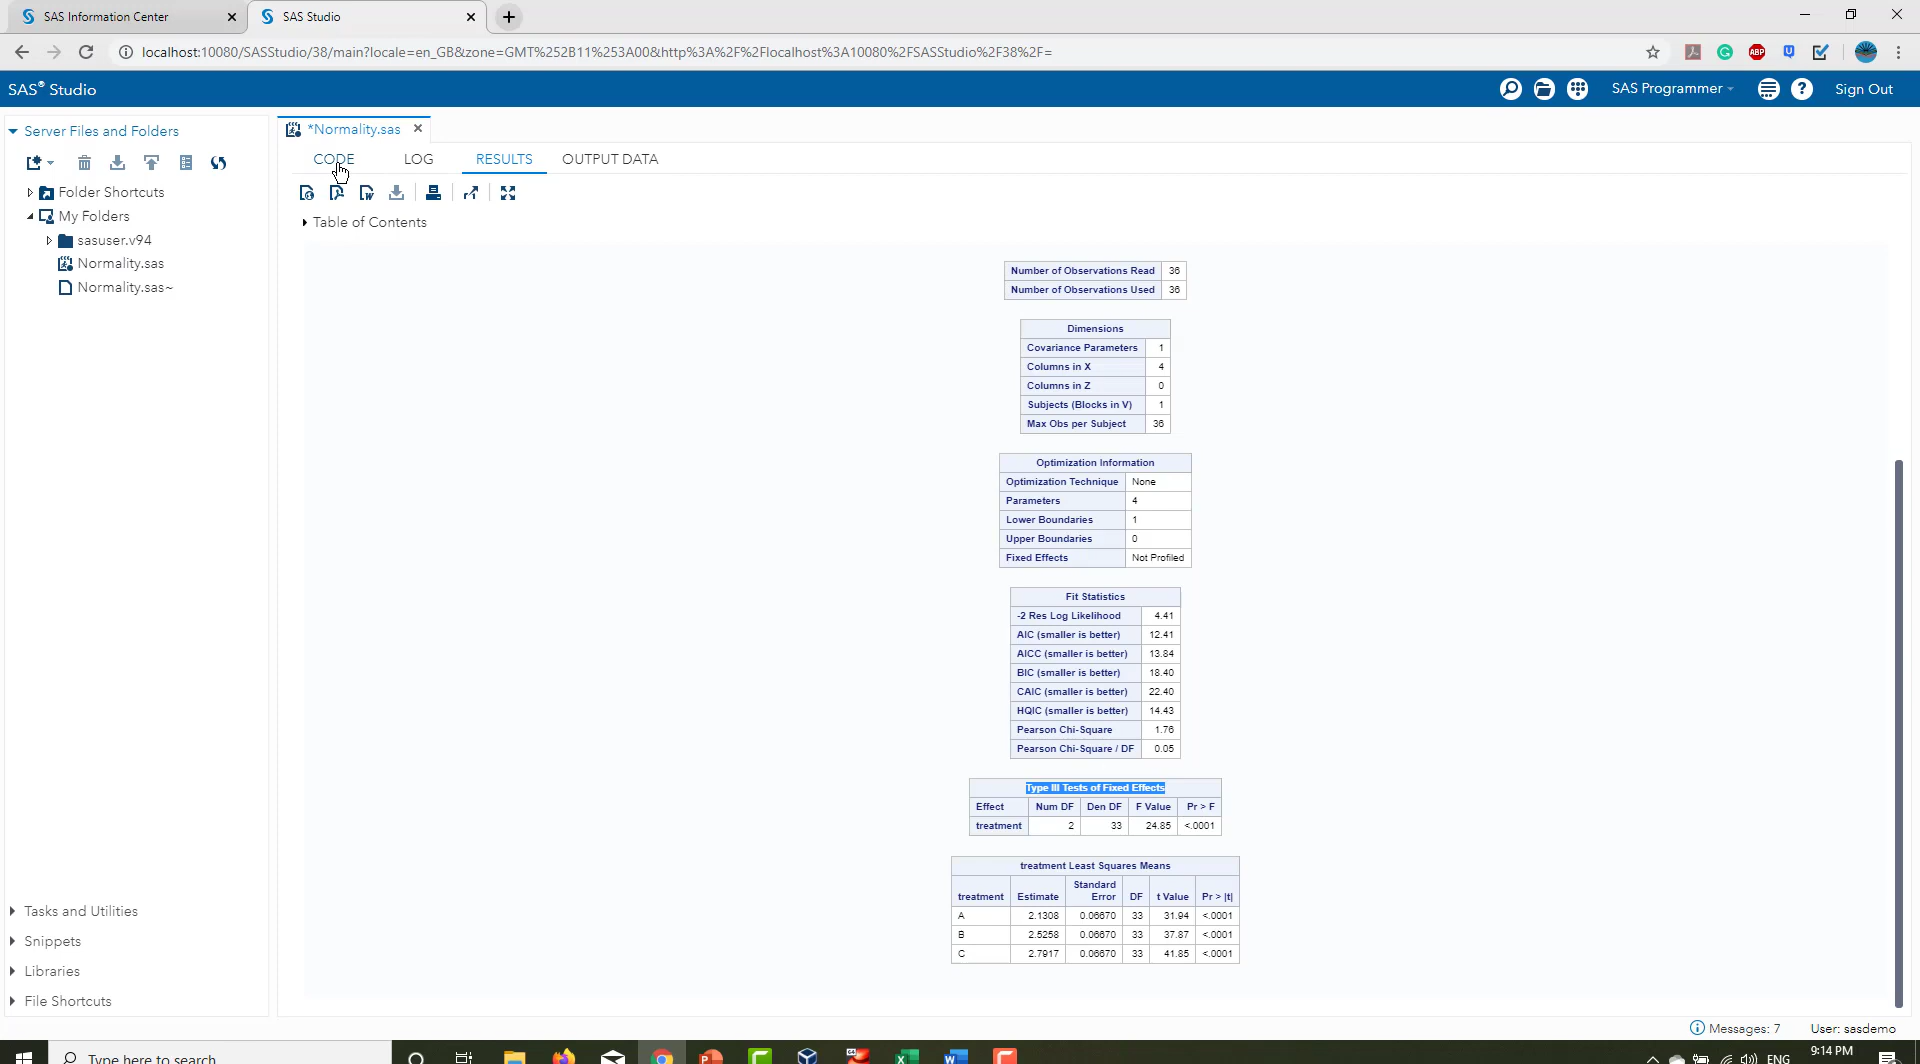 SAS Information Center
SAS Studio
localhost:10080/SASStudio/38/main?locale=en_GB&zone=GMT%252B11%253A00&http%3A%2F%2Flocalhost%3A10080%2FSASStudio%2F38%2F=
SAS® Studio
SAS Programmer
Sign Out
Server Files and Folders
Folder Shortcuts
My Folders
sasuser.v94
Normality.sas
Normality.sas~
Tasks and Utilities
Snippets
Libraries
File Shortcuts
*Normality.sas
CODE LOG RESULTS OUTPUT DATA
Table of Contents
Number of Observations Read 36
Number of Observations Used 36
Dimensions
Covariance Parameters 1
Columns in X 4
Columns in Z 0
Subjects (Blocks in V) 1
Max Obs per Subject 36
Optimization Information
Optimization Technique None
Parameters 4
Lower Boundaries 1
Upper Boundaries 0
Fixed Effects Not Profiled
Fit Statistics
-2 Res Log Likelihood 4.41
AIC (smaller is better) 12.41
AICC (smaller is better) 13.84
BIC (smaller is better) 18.40
CAIC (smaller is better) 22.40
HQIC (smaller is better) 14.43
Pearson Chi-Square 1.76
Pearson Chi-Square / DF 0.05
Type III Tests of Fixed Effects
Effect Num DF Den DF F Value Pr > F
treatment 2 33 24.85 <.0001
treatment Least Squares Means
treatment Estimate Standard Error DF t Value Pr > |t|
A 2.1308 0.06670 33 31.94 <.0001
B 2.5258 0.06670 33 37.87 <.0001
C 2.7917 0.06670 33 41.85 <.0001
Messages: 7
User: sasdemo
Type here to search
ENG
9:14 PM